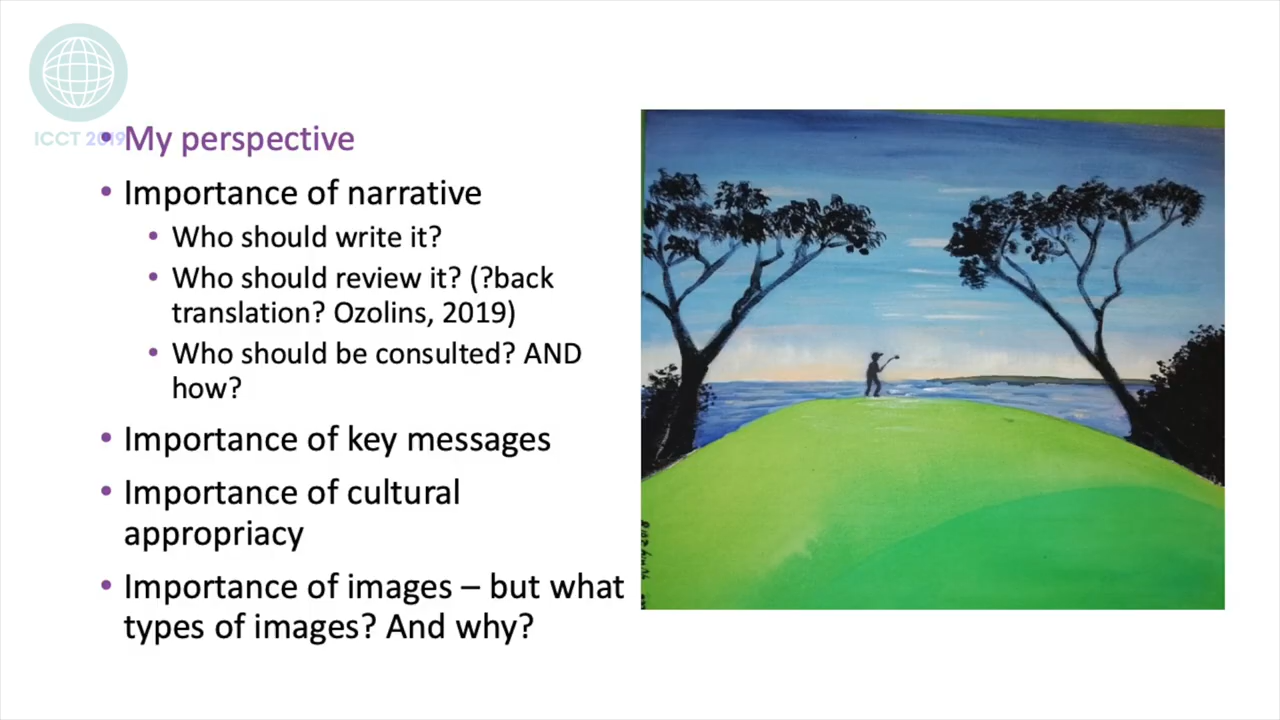 ICCT 2019
• My perspective
• Importance of narrative
• Who should write it?
• Who should review it? (?back
translation? Ozolins, 2019)
• Who should be consulted? AND
how?
• Importance of key messages
• Importance of cultural
appropriacy
• Importance of images – but what
types of images? And why?